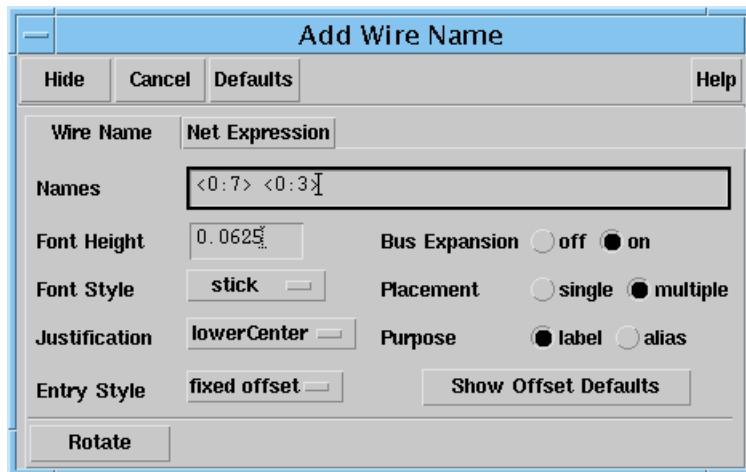 Add Wire Name
Hide Cancel Defaults Help
Wire Name Net Expression
Names <0:7> <0:3>
Font Height 0.0625 Bus Expansion off on
Font Style stick Placement single multiple
Justification lowerCenter Purpose label alias
Entry Style fixed offset Show Offset Defaults
Rotate